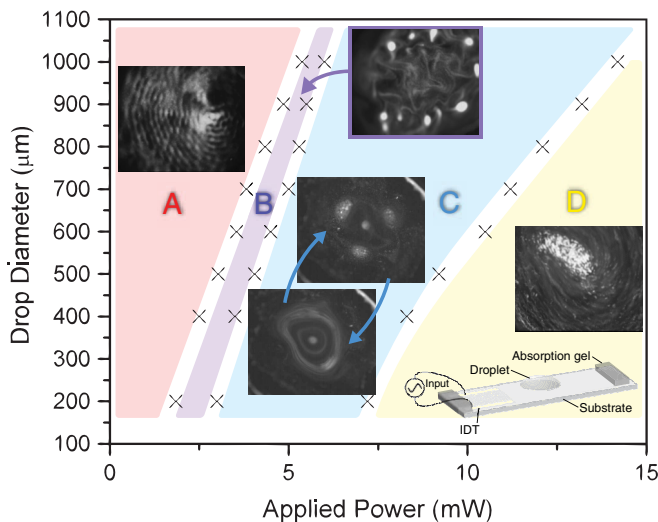 1100
1000
900
800
700
600
500
400
300
200
100
Drop Diameter (μm)
A
B
C
D
Absorption gel
Droplet
Input
Substrate
IDT
0
5
10
15
Applied Power (mW)